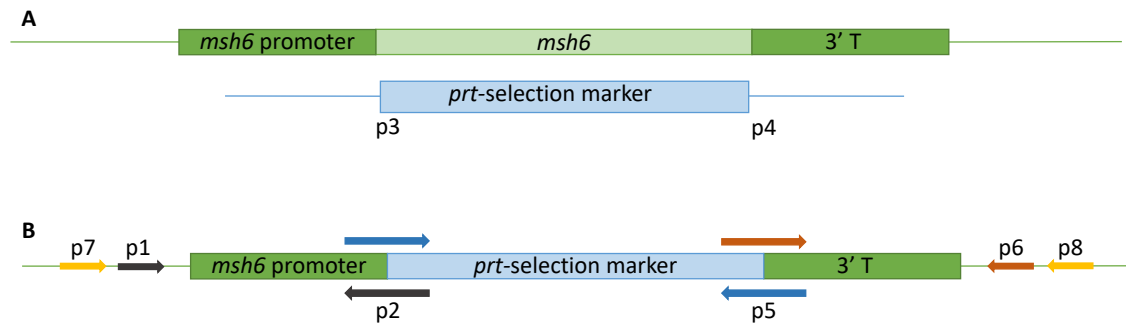 A
msh6 promoter msh6 3' T
prt-selection marker
p3 p4
B
p7 p1 p6 p8
msh6 promoter prt-selection marker 3' T
p2 p5